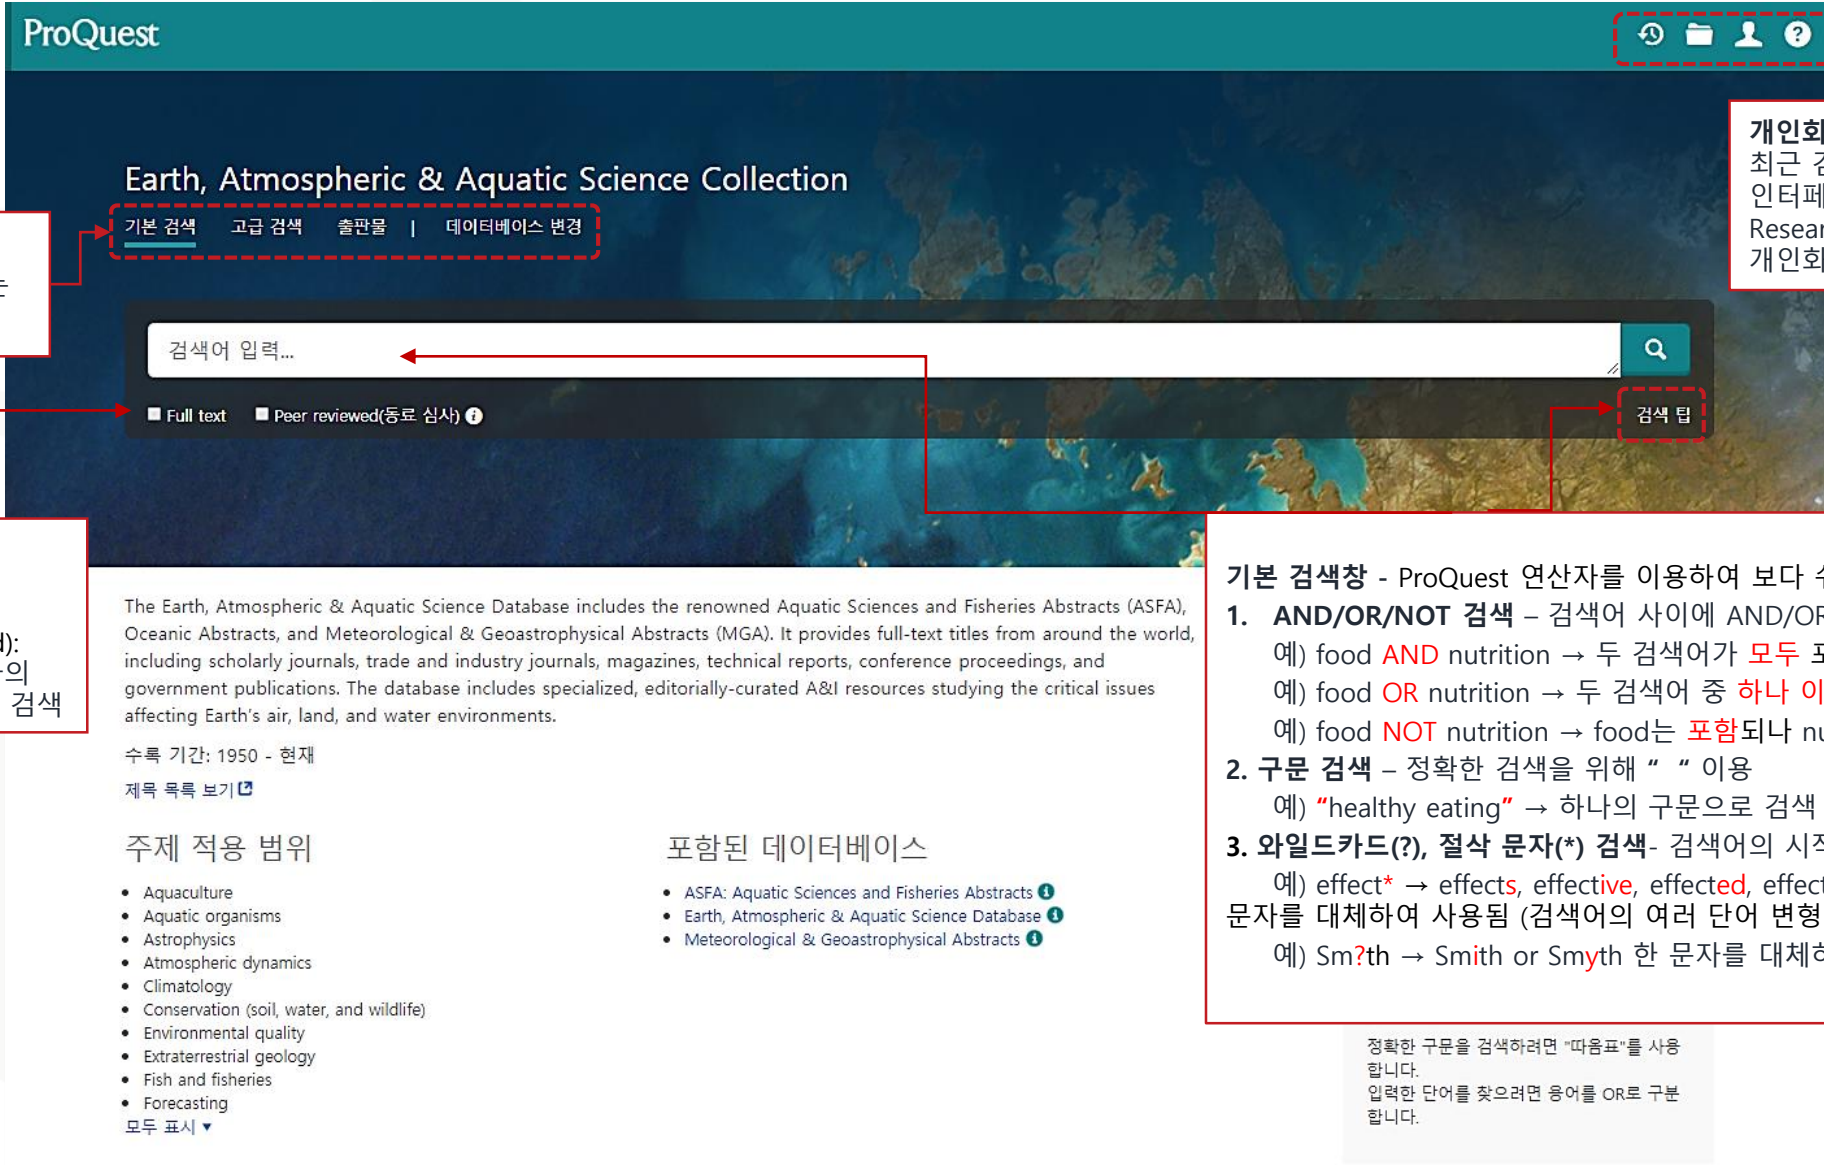 ProQuest
개인화
최근 검
인터페
Resear
개인화
Earth, Atmospheric & Aquatic Science Collection
기본 검색 고급 검색 출판물 | 데이터베이스 변경
는
검색어 입력...
Full text Peer reviewed(동료 심사)
검색 팁
d):
의
검색
기본 검색창 - ProQuest 연산자를 이용하여 보다
1. AND/OR/NOT 검색 – 검색어 사이에 AND/OR
예) food AND nutrition → 두 검색어가 모두 포
예) food OR nutrition → 두 검색어 중 하나 이
예) food NOT nutrition → food는 포함되나 nu
2. 구문 검색 – 정확한 검색을 위해 “ “ 이용
예) “healthy eating” → 하나의 구문으로 검색
3. 와일드카드(?), 절삭 문자(*) 검색- 검색어의 시작
예) effect* → effects, effective, effected, effect
문자를 대체하여 사용됨 (검색어의 여러 단어 변형
예) Sm?th → Smith or Smyth 한 문자를 대체하
The Earth, Atmospheric & Aquatic Science Database includes the renowned Aquatic Sciences and Fisheries Abstracts (ASFA),
Oceanic Abstracts, and Meteorological & Geoastrophysical Abstracts (MGA). It provides full-text titles from around the world,
including scholarly journals, trade and industry journals, magazines, technical reports, conference proceedings, and
government publications. The database includes specialized, editorially-curated A&I resources studying the critical issues
affecting Earth's air, land, and water environments.
수록 기간: 1950 - 현재
제목 목록 보기
주제 적용 범위
• Aquaculture
• Aquatic organisms
• Astrophysics
• Atmospheric dynamics
• Climatology
• Conservation (soil, water, and wildlife)
• Environmental quality
• Extraterrestrial geology
• Fish and fisheries
• Forecasting
모두 표시 ▼
포함된 데이터베이스
• ASFA: Aquatic Sciences and Fisheries Abstracts
• Earth, Atmospheric & Aquatic Science Database
• Meteorological & Geoastrophysical Abstracts
정확한 구문을 검색하려면 "따옴표"를 사용
합니다.
입력한 단어를 찾으려면 용어를 OR로 구분
합니다.